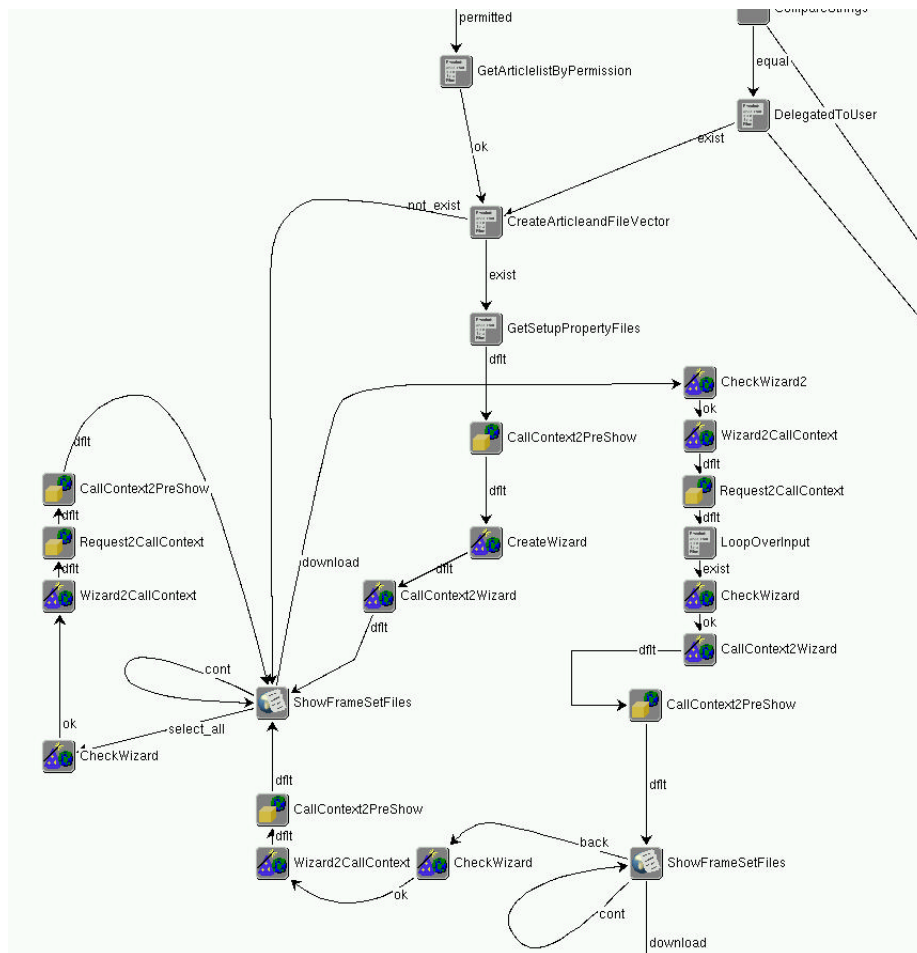 CompareStrings
permitted
equal
GetArticlelistByPermission
DelegatedToUser
exist
ok
not_exist
CreateArticleandFileVector
exist
GetSetupPropertyFiles
dflt
CheckWizard2
ok
Wizard2CallContext
CallContext2PreShow
dflt
dflt
CallContext2PreShow
Request2CallContext
dflt
dflt
dflt
Request2CallContext
CreateWizard
LoopOverInput
download
dflt
dflt
exist
Wizard2CallContext
CallContext2Wizard
CheckWizard
ok
dflt
CallContext2Wizard
dflt
cont
ShowFrameSetFiles
CallContext2PreShow
ok
select_all
CheckWizard
dflt
dflt
CallContext2PreShow
dflt
back
Wizard2CallContext
CheckWizard
ShowFrameSetFiles
ok
cont
download